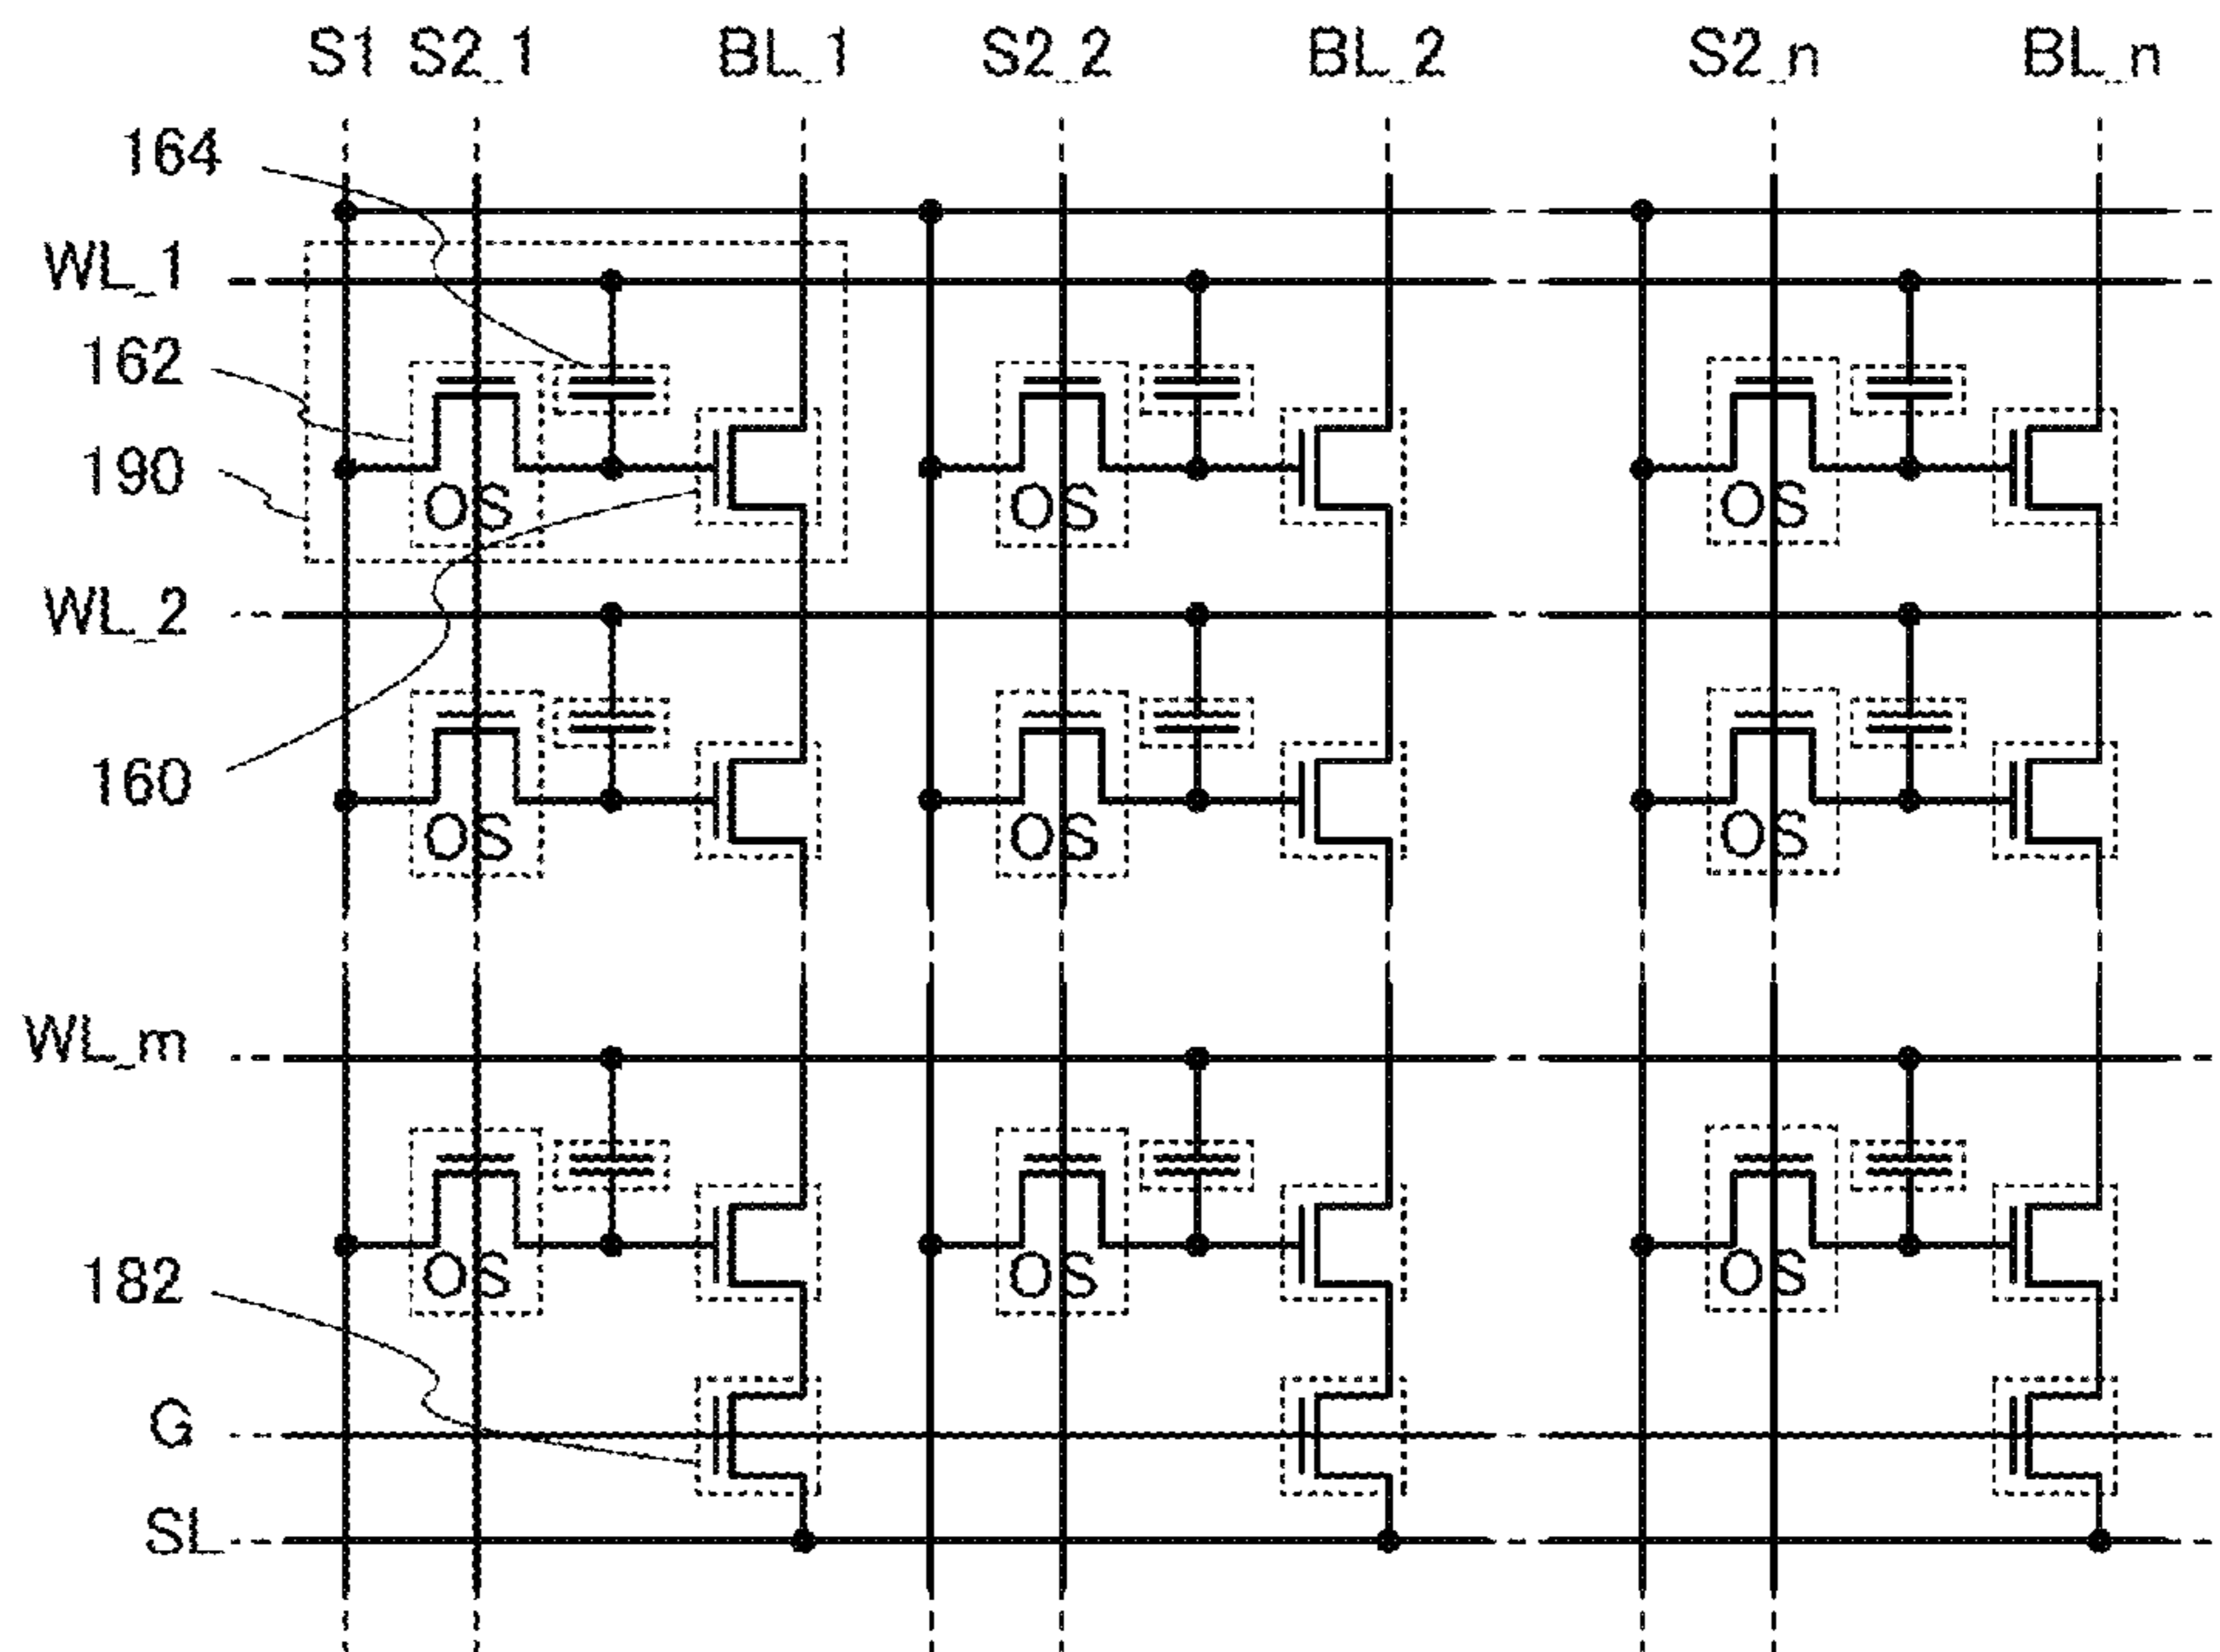 S1 S2_1 BL_1 S2_2 BL_2 S2_n BL_n
164
WL_1
162
190
OS OS OS
WL_2
160
OS OS OS
WL_m
182
OS OS OS
G
SL